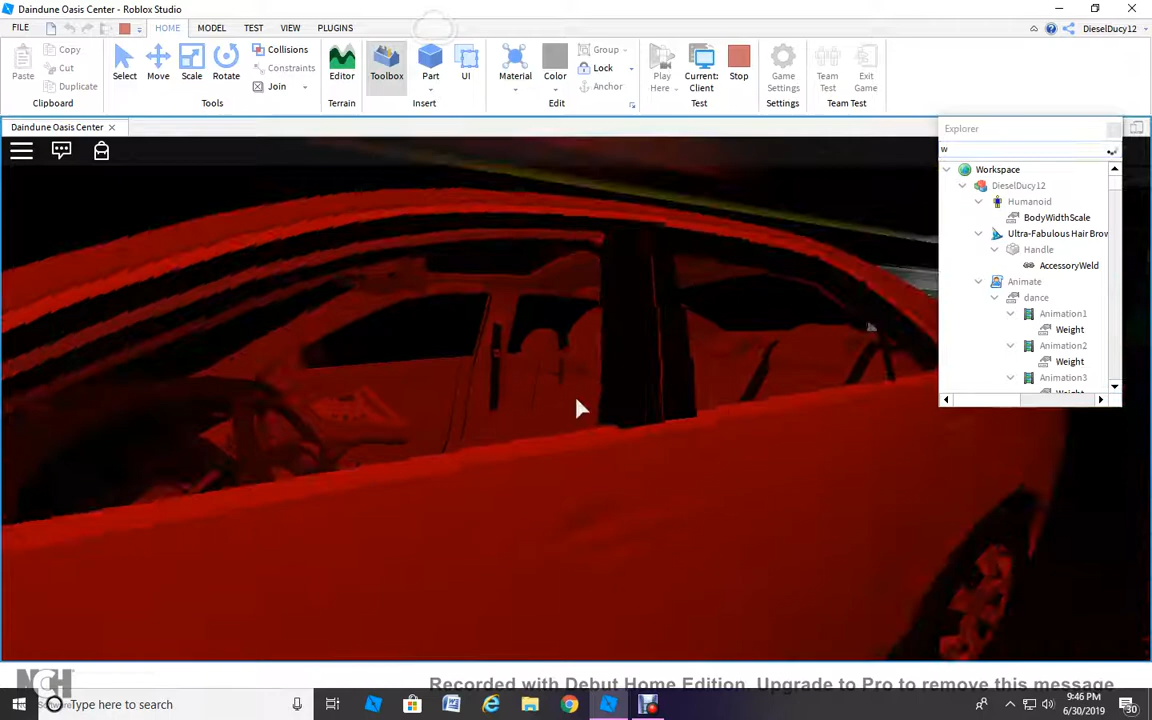 Daindune Oasis Center - Roblox Studio
FILE HOME MODEL TEST VIEW PLUGINS DieselDucy12
Paste Copy Cut Duplicate Clipboard
Select Move Scale Rotate Collisions Constraints Join Tools
Editor Terrain
Toolbox Part UI Insert
Material Color Group Lock Anchor Edit
Play Here Current: Client Stop Test
Game Settings Settings
Team Test Exit Game Team Test
Daindune Oasis Center
Explorer
w
Workspace
DieselDucy12
Humanoid
BodyWidthScale
Ultra-Fabulous Hair Brow
Handle
AccessoryWeld
Animate
dance
Animation1
Weight
Animation2
Weight
Animation3
Weight
NCH
Recorded with Debut Home Edition. Upgrade to Pro to remove this message
Type here to search
9:46 PM
6/30/2019
30